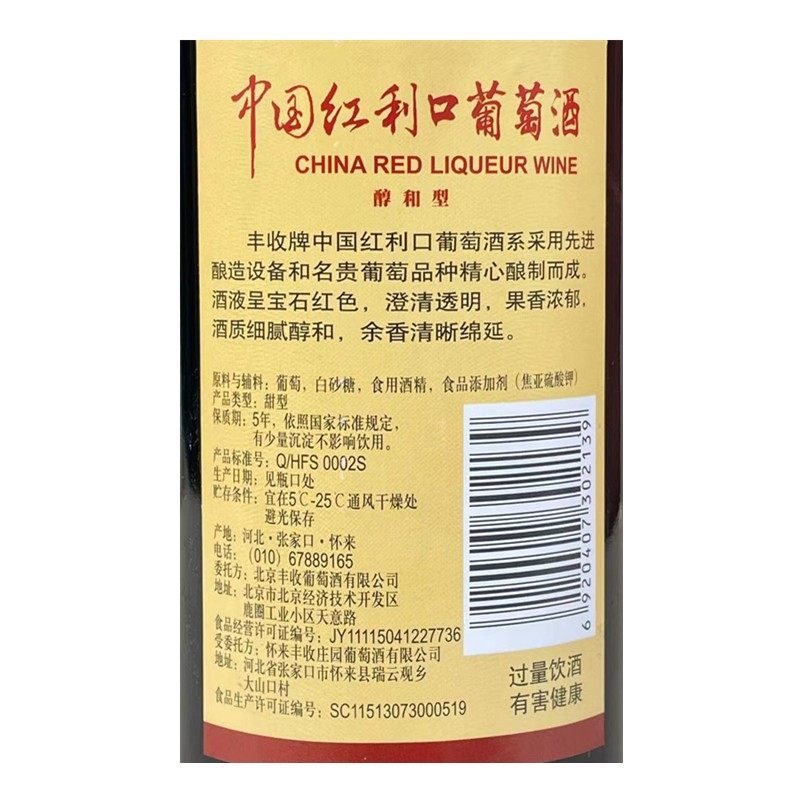 中国红利口葡萄酒
CHINA RED LIQUEUR WINE
醇和型
丰收牌中国红利口葡萄酒系采用先进
酿造设备和名贵葡萄品种精心酿制而成。
酒液呈宝石红色，澄清透明，果香浓郁，
酒质细腻醇和，余香清晰绵延。
原料与辅料：葡萄，白砂糖，食用酒精，食品添加剂（焦亚硫酸钾）
产品类型：甜型
保质期：5年，依照国家标准规定，
有少量沉淀不影响饮用。
产品标准号：Q/HFS 0002S
生产日期：见瓶口处
贮存条件：宜在5℃-25℃通风干燥处
避光保存
产地：河北·张家口·怀来
电话：（010）67889165
委托方：北京丰收葡萄酒有限公司
地址：北京市北京经济技术开发区
鹿圈工业小区天意路
食品经营许可证编号：JY11115041227736
受委托方：怀来丰收庄园葡萄酒有限公司
地址：河北省张家口市怀来县瑞云观乡
大山口村
食品生产许可证编号：SC11513073000519
6 920407 302139
过量饮酒
有害健康